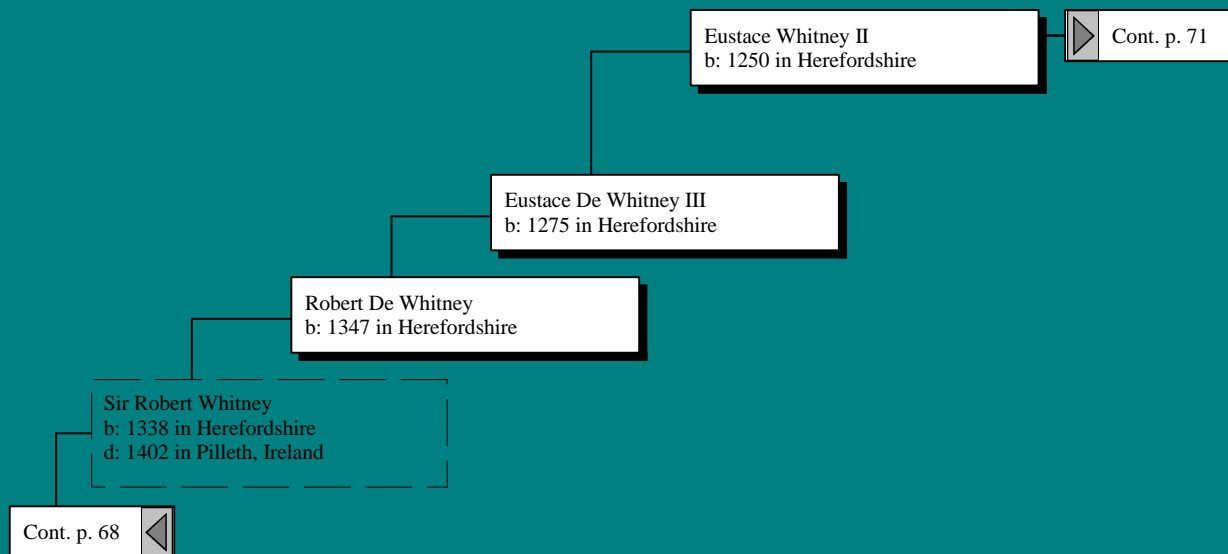 Eustace Whitney II
b: 1250 in Herefordshire
Cont. p. 71
Eustace De Whitney III
b: 1275 in Herefordshire
Robert De Whitney
b: 1347 in Herefordshire
Sir Robert Whitney
b: 1338 in Herefordshire
d: 1402 in Pilleth, Ireland
Cont. p. 68